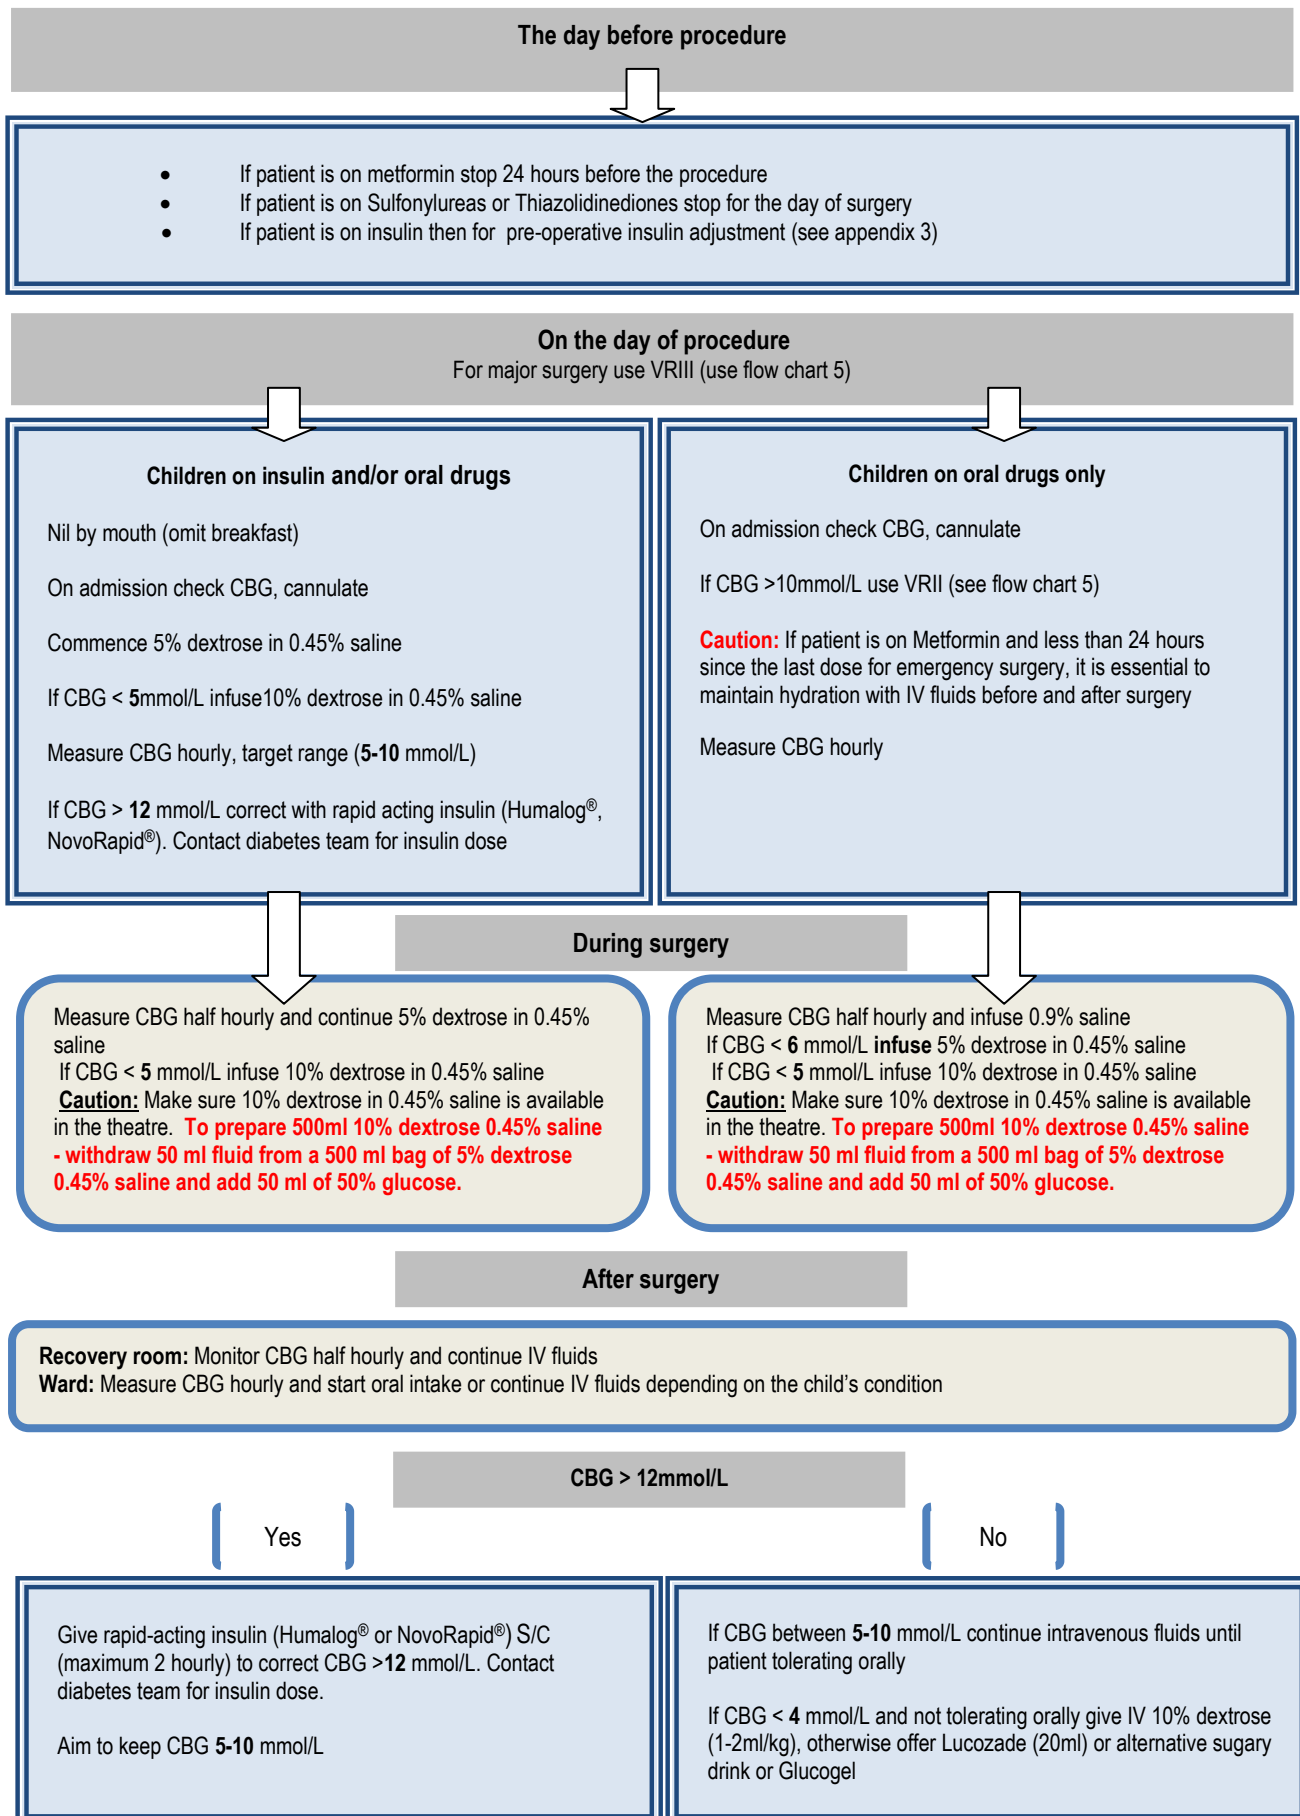 The day before procedure
• If patient is on metformin stop 24 hours before the procedure
• If patient is on Sulfonylureas or Thiazolidinediones stop for the day of surgery
• If patient is on insulin then for pre-operative insulin adjustment (see appendix 3)
On the day of procedure
For major surgery use VRIII (use flow chart 5)
Children on insulin and/or oral drugs
Nil by mouth (omit breakfast)
On admission check CBG, cannulate
Commence 5% dextrose in 0.45% saline
If CBG < 5mmol/L infuse10% dextrose in 0.45% saline
Measure CBG hourly, target range (5-10 mmol/L)
If CBG > 12 mmol/L correct with rapid acting insulin (Humalog®,
NovoRapid®). Contact diabetes team for insulin dose
Children on oral drugs only
On admission check CBG, cannulate
If CBG >10mmol/L use VRII (see flow chart 5)
Caution: If patient is on Metformin and less than 24 hours
since the last dose for emergency surgery, it is essential to
maintain hydration with IV fluids before and after surgery
Measure CBG hourly
During surgery
Measure CBG half hourly and continue 5% dextrose in 0.45%
saline
If CBG < 5 mmol/L infuse 10% dextrose in 0.45% saline
Caution: Make sure 10% dextrose in 0.45% saline is available
in the theatre. To prepare 500ml 10% dextrose 0.45% saline
- withdraw 50 ml fluid from a 500 ml bag of 5% dextrose
0.45% saline and add 50 ml of 50% glucose.
Measure CBG half hourly and infuse 0.9% saline
If CBG < 6 mmol/L infuse 5% dextrose in 0.45% saline
If CBG < 5 mmol/L infuse 10% dextrose in 0.45% saline
Caution: Make sure 10% dextrose in 0.45% saline is available
in the theatre. To prepare 500ml 10% dextrose 0.45% saline
- withdraw 50 ml fluid from a 500 ml bag of 5% dextrose
0.45% saline and add 50 ml of 50% glucose.
After surgery
Recovery room: Monitor CBG half hourly and continue IV fluids
Ward: Measure CBG hourly and start oral intake or continue IV fluids depending on the child's condition
CBG > 12mmol/L
Yes
No
Give rapid-acting insulin (Humalog® or NovoRapid®) S/C
(maximum 2 hourly) to correct CBG >12 mmol/L. Contact
diabetes team for insulin dose.
Aim to keep CBG 5-10 mmol/L
If CBG between 5-10 mmol/L continue intravenous fluids until
patient tolerating orally
If CBG < 4 mmol/L and not tolerating orally give IV 10% dextrose
(1-2ml/kg), otherwise offer Lucozade (20ml) or alternative sugary
drink or Glucogel